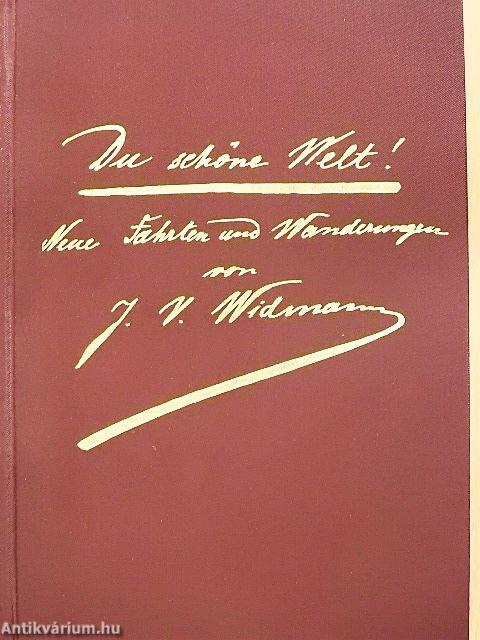 Du schöne Welt!
Neue Fahrten und Wanderungen
von
J. V. Widmann
Antikvárium.hu